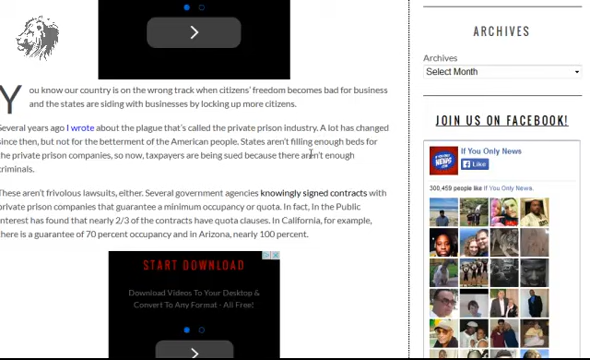 You know our country is on the wrong track when citizens' freedom becomes bad for business
and the states are siding with businesses by locking up more citizens.
Several years ago I wrote about the plague that's called the private prison industry. A lot has changed
since then, but not for the betterment of the American people. States aren't filling enough beds for
the private prison companies, so now, taxpayers are being sued because there aren't enough
criminals.
These aren't frivolous lawsuits, either. Several government agencies knowingly signed contracts with
private prison companies that guarantee a minimum occupancy or quota. In fact, In the Public
Interest has found that nearly 2/3 of the contracts have quota clauses. In California, for example,
there is a guarantee of 70 percent occupancy and in Arizona, nearly 100 percent.
START DOWNLOAD
Download Videos To Your Desktop &
Convert To Any Format - All Free!
ARCHIVES
Archives
Select Month
JOIN US ON FACEBOOK!
If You Only News
Like
300,459 people like If You Only News.